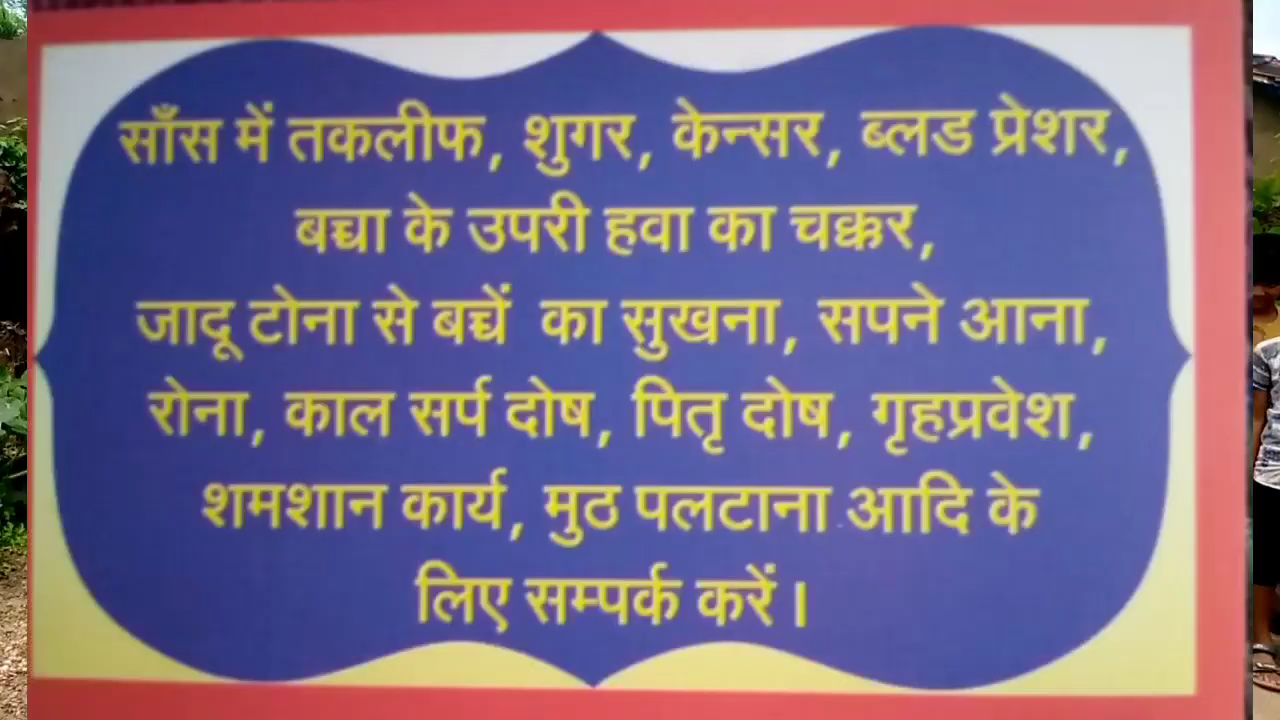 साँस में तकलीफ, शुगर, केन्सर, ब्लड प्रेशर,
बच्चा के उपरी हवा का चक्कर,
जादू टोना से बच्चें का सुखना, सपने आना,
रोना, काल सर्प दोष, पितृ दोष, गृहप्रवेश,
शमशान कार्य, मुठ पलटाना आदि के
लिए सम्पर्क करें।